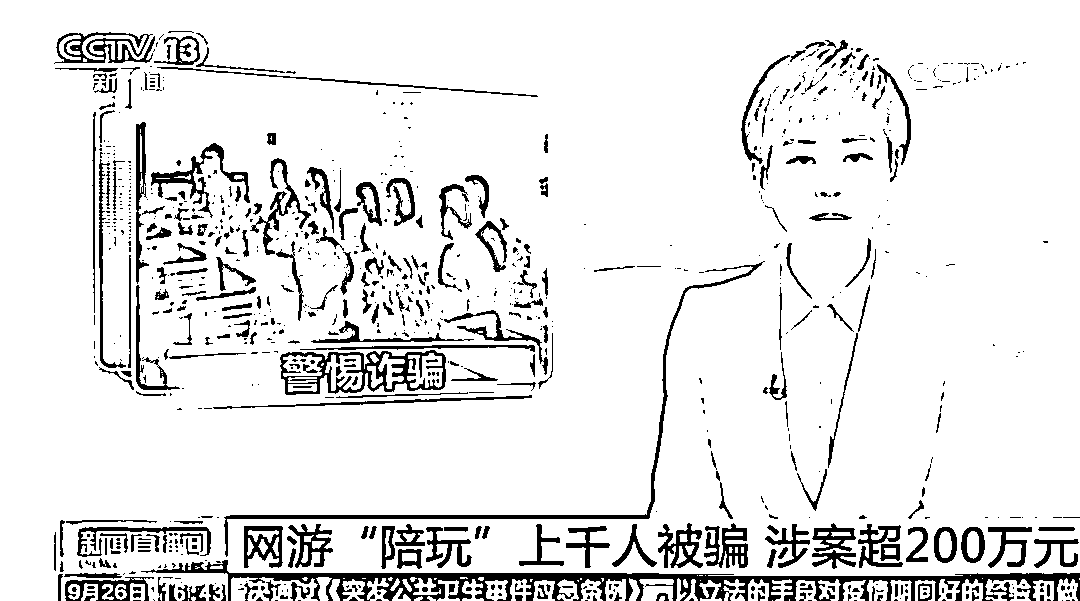 CCTV 13
新闻
CCTV
警惕诈骗
新闻直播间
网游“陪玩”上千人被骗 涉案超200万元
9月26日 16:43
决通过《突发公共卫生事件应急条例》
以立法的手段对疫情期间好的经验和做